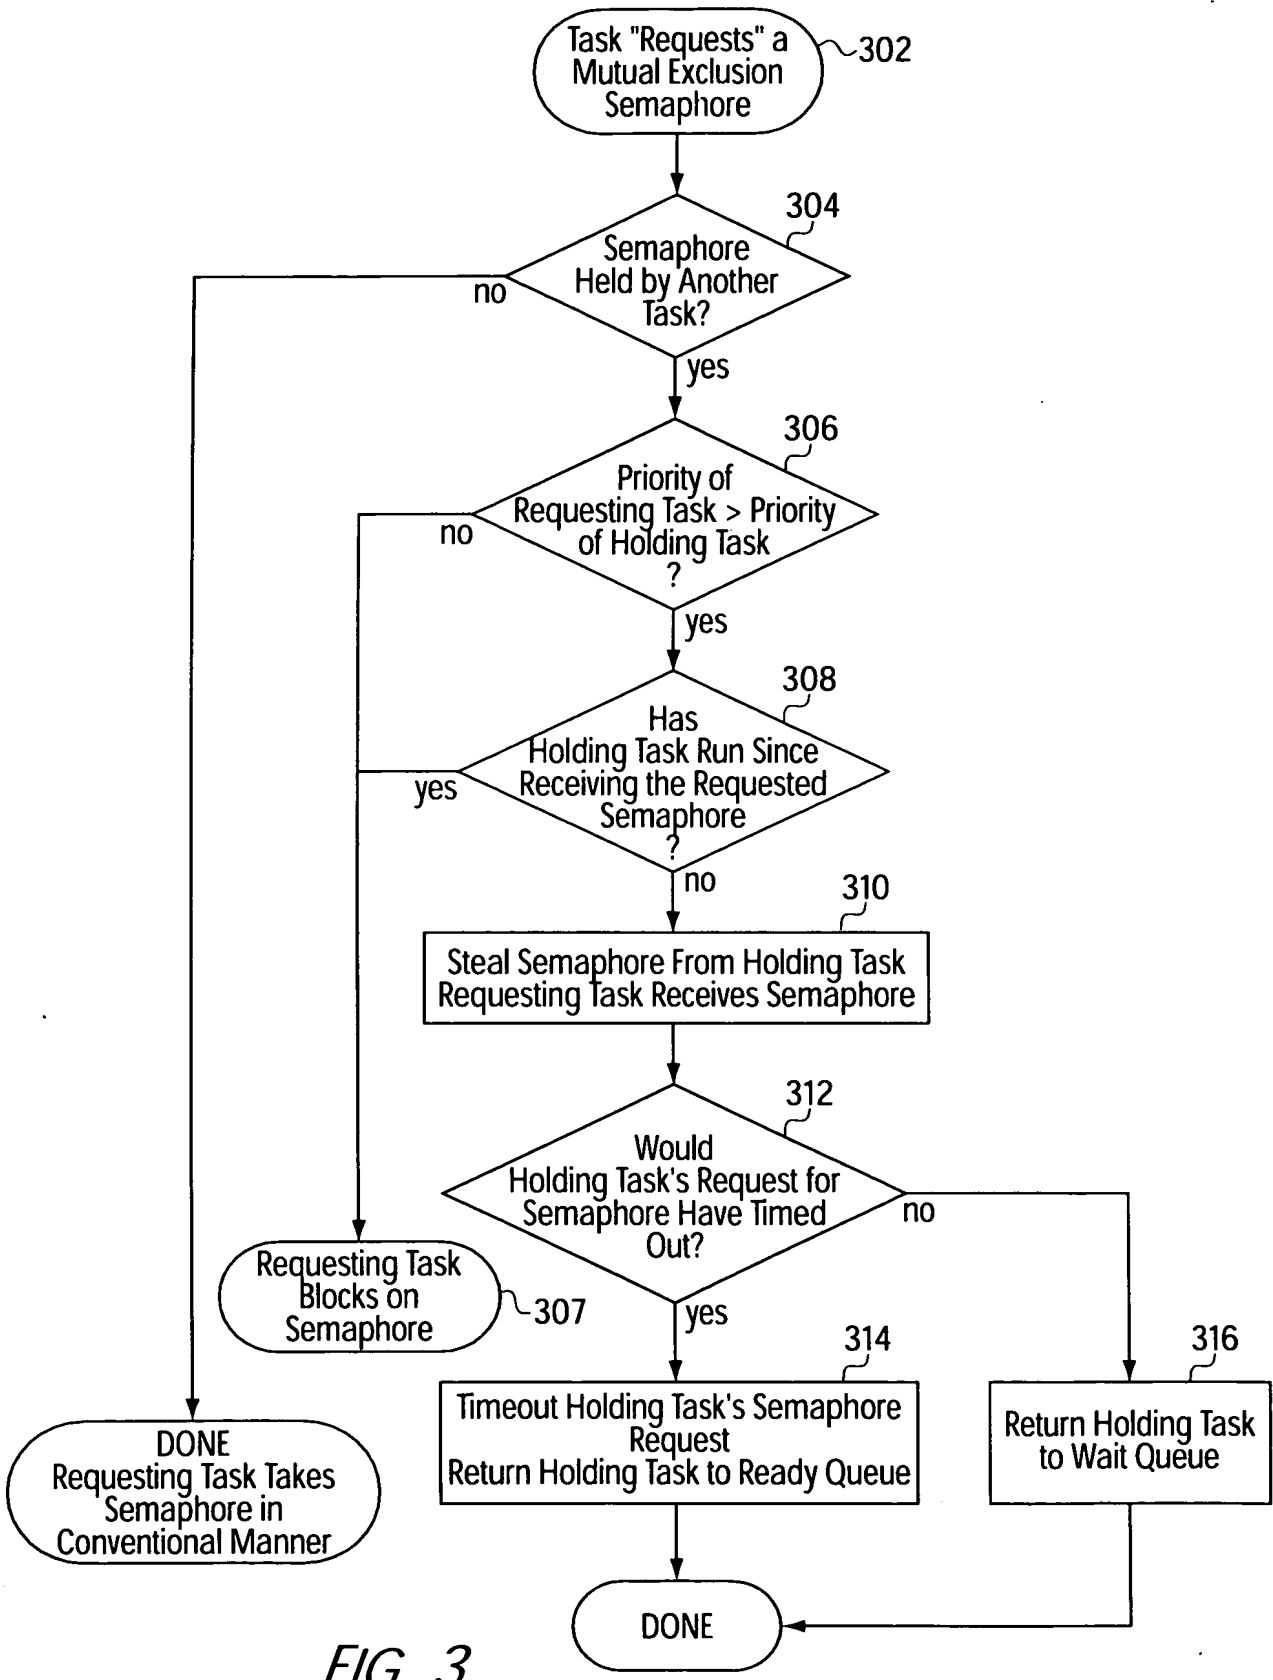 Task "Requests" a
Mutual Exclusion
Semaphore
302
304
Semaphore
Held by Another
Task?
no
yes
306
Priority of
Requesting Task > Priority
of Holding Task
?
no
yes
308
Has
Holding Task Run Since
Receiving the Requested
Semaphore
?
yes
no
310
Steal Semaphore From Holding Task
Requesting Task Receives Semaphore
312
Would
Holding Task's Request for
Semaphore Have Timed
Out?
no
yes
Requesting Task
Blocks on
Semaphore
307
314
Timeout Holding Task's Semaphore
Request
Return Holding Task to Ready Queue
316
Return Holding Task
to Wait Queue
DONE
Requesting Task Takes
Semaphore in
Conventional Manner
DONE
FIG. 3